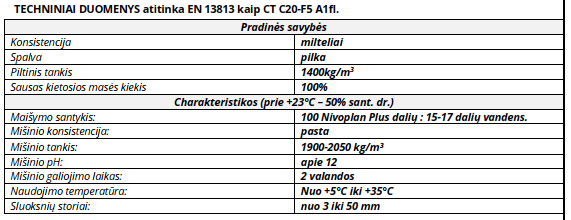 TECHNINIAI DUOMENYS atitinka EN 13813 kaip CT C20-F5 A1fl.
Pradinės savybės
Konsistencija milteliai
Spalva pilka
Piltinis tankis 1400kg/m³
Sausas kietosios masės kiekis 100%
Charakteristikos (prie +23°C – 50% sant. dr.)
Maišymo santykis: 100 Nivoplan Plus dalių : 15-17 dalių vandens.
Mišinio konsistencija: pasta
Mišinio tankis: 1900-2050 kg/m³
Mišinio pH: apie 12
Mišinio galiojimo laikas: 2 valandos
Naudojimo temperatūra: Nuo +5°C iki +35°C
Sluoksnių storiai: nuo 3 iki 50 mm